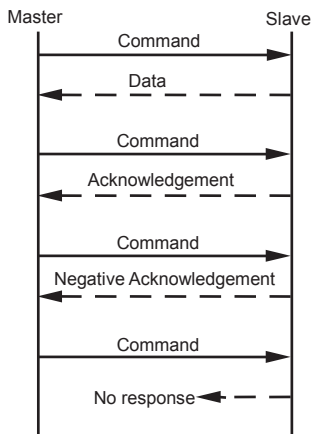 Master
Slave
Command
Data
Command
Acknowledgement
Command
Negative Acknowledgement
Command
No response